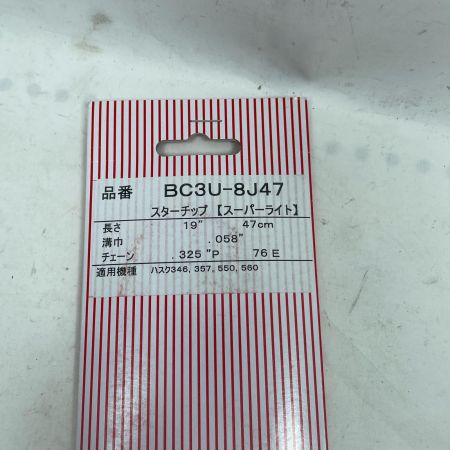 品番 BC3U-8J47
スターチップ【スーパーライト】
長さ 19" 47cm
溝巾 .058"
チェーン .325"P 76E
適用機種 ハスク346, 357, 550, 560